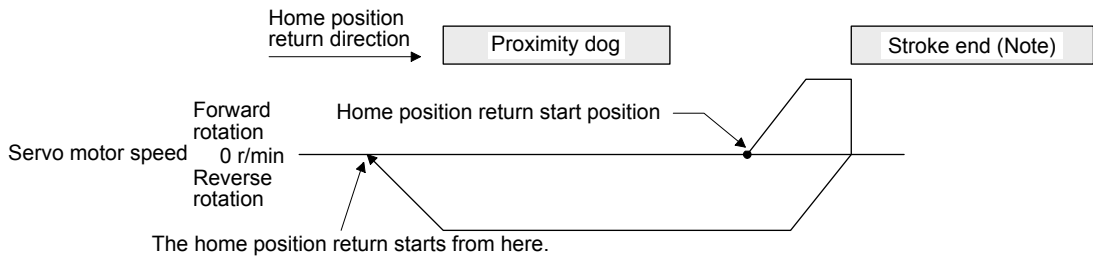 Home position
return direction
Proximity dog
Stroke end (Note)
Home position return start position
Forward
rotation
Servo motor speed 0 r/min
Reverse
rotation
The home position return starts from here.